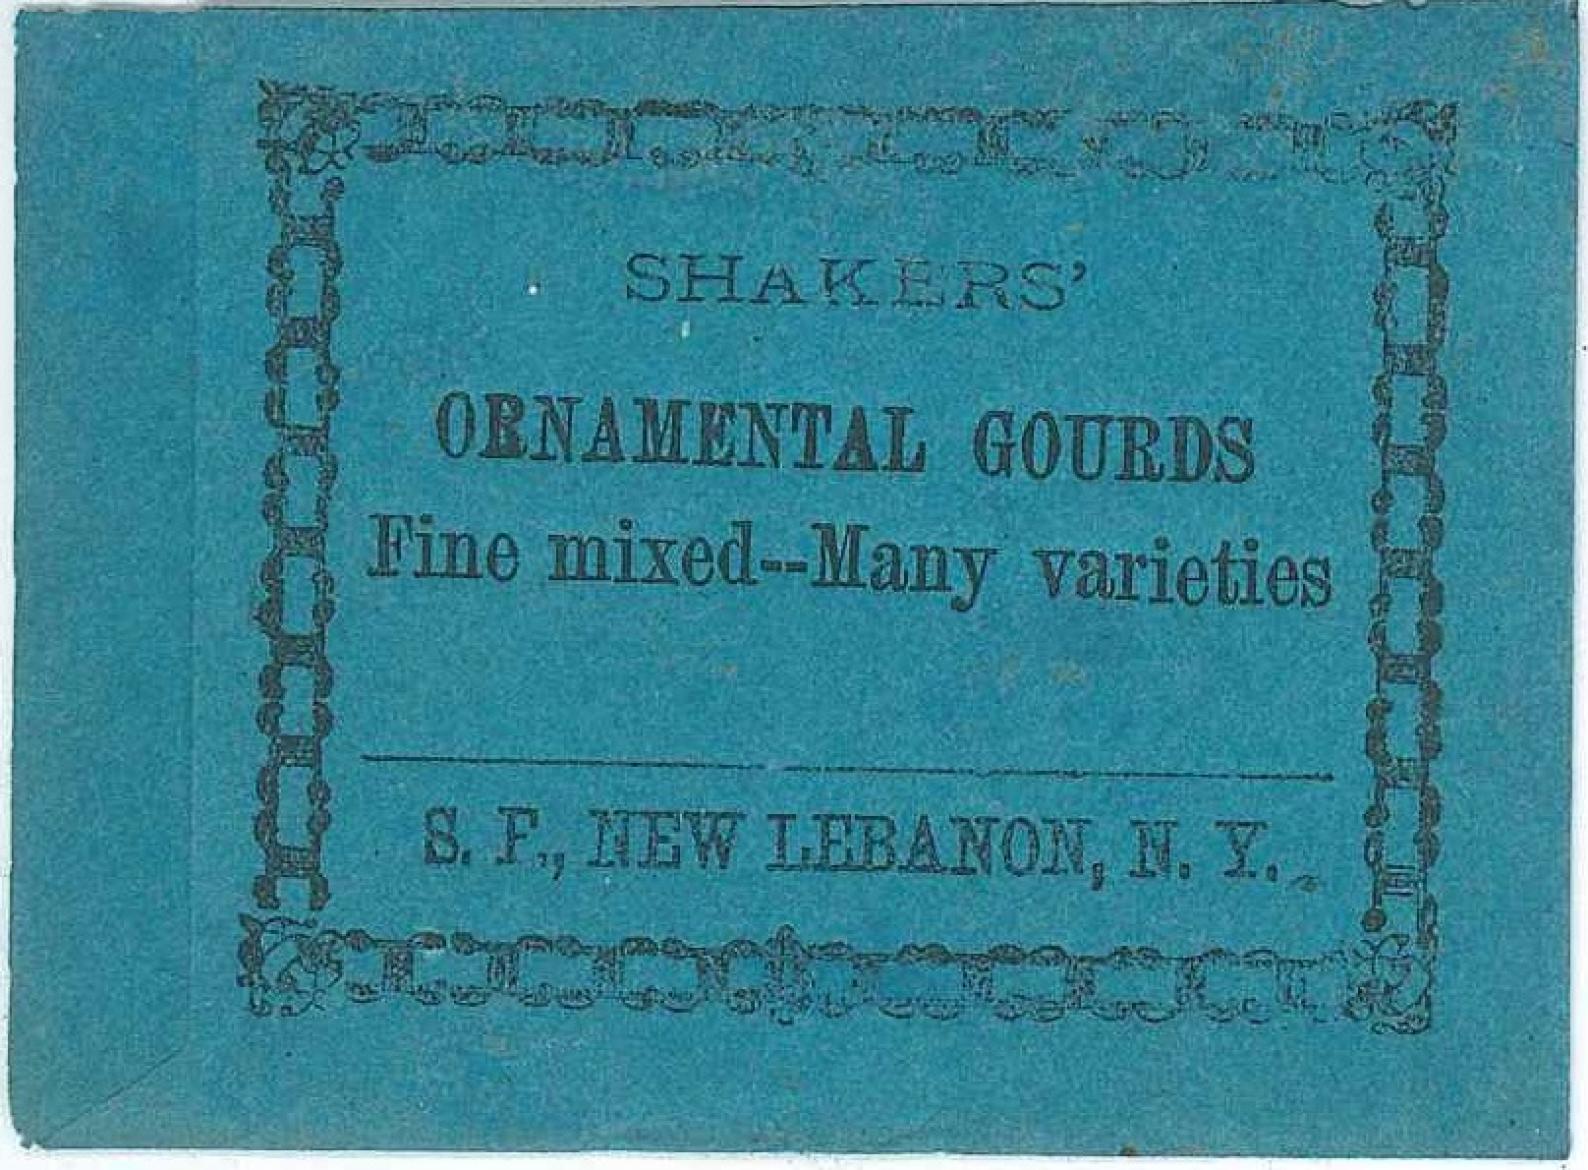 SHAKERS'
ORNAMENTAL GOURDS
Fine mixed--Many varieties
S. F., NEW LEBANON, N. Y.